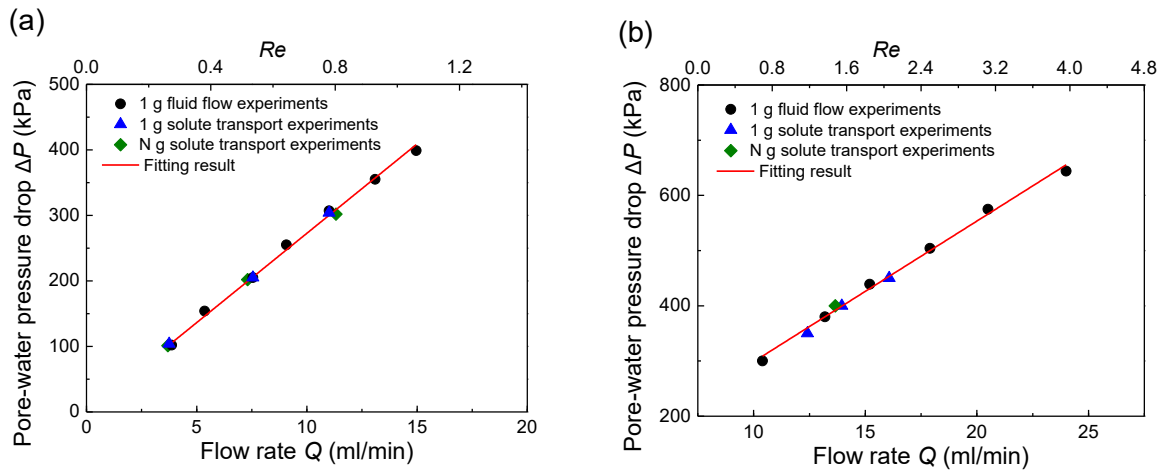 (a)
Re
0.0 0.4 0.8 1.2
500
400
300
200
100
0
Pore-water pressure drop ΔP (kPa)
1 g fluid flow experiments
1 g solute transport experiments
N g solute transport experiments
Fitting result
0 5 10 15 20
Flow rate Q (ml/min)
(b)
Re
0.6 1.2 1.8 2.4 3.0 3.6 4.2 4.8
800
600
400
200
Pore-water pressure drop ΔP (kPa)
1 g fluid flow experiments
1 g solute transport experiments
N g solute transport experiments
Fitting result
10 15 20 25
Flow rate Q (ml/min)